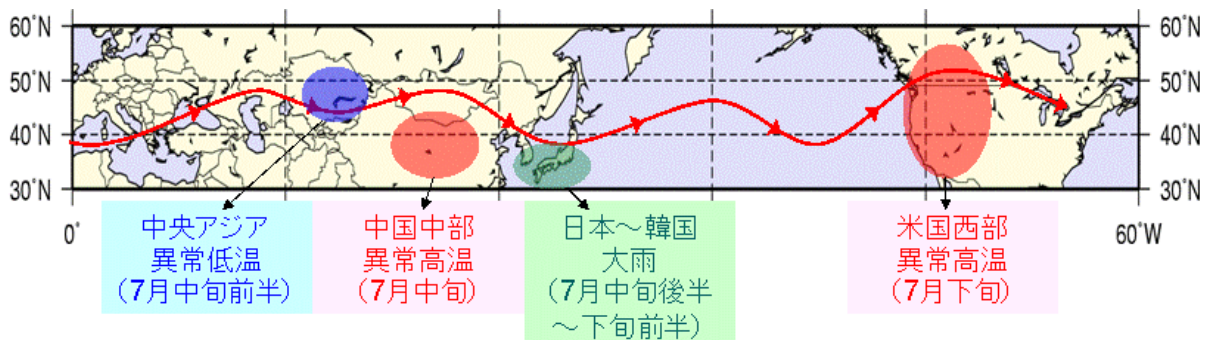 60°N
50°N
40°N
30°N
60°N
50°N
40°N
30°N
0°
60°W
中央アジア
異常低温
(7月中旬前半)
中国中部
異常高温
(7月中旬)
日本～韓国
大雨
(7月中旬後半
～下旬前半)
米国西部
異常高温
(7月下旬)